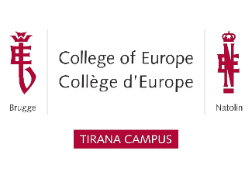 College of Europe
Collège d'Europe
Brugge
Natolin
TIRANA CAMPUS